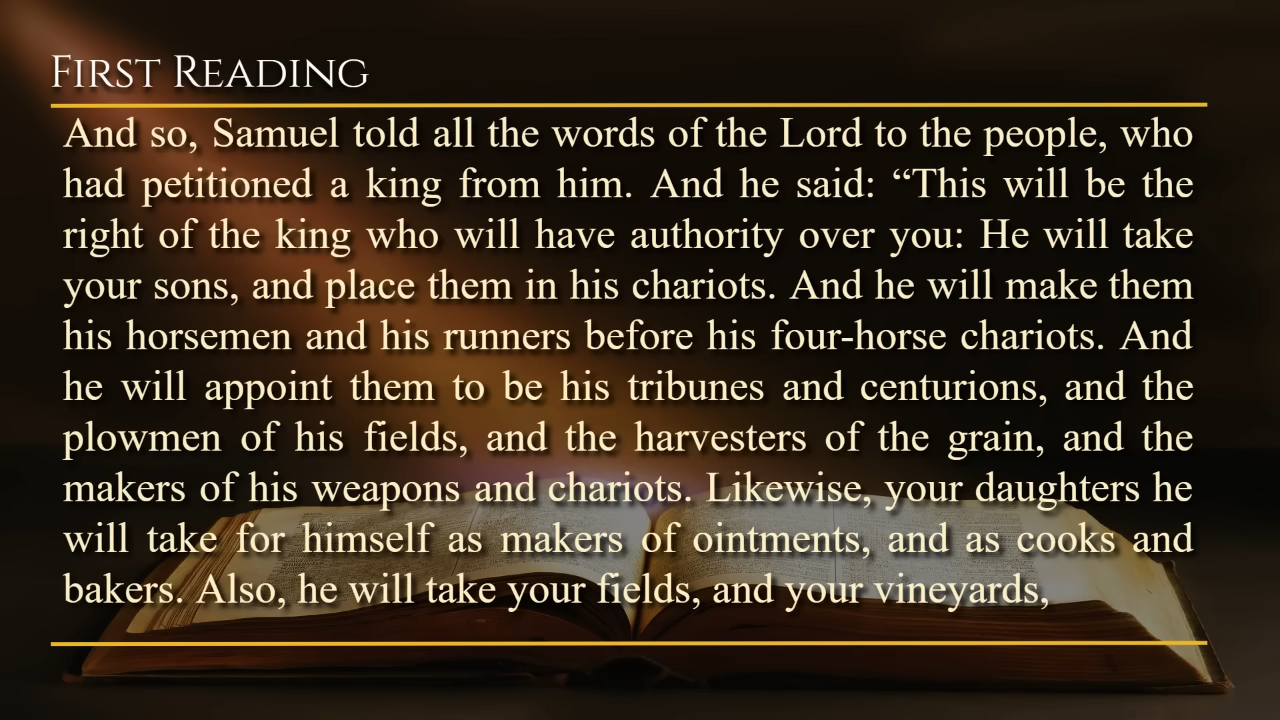 First Reading
And so, Samuel told all the words of the Lord to the people, who
had petitioned a king from him. And he said: “This will be the
right of the king who will have authority over you: He will take
your sons, and place them in his chariots. And he will make them
his horsemen and his runners before his four-horse chariots. And
he will appoint them to be his tribunes and centurions, and the
plowmen of his fields, and the harvesters of the grain, and the
makers of his weapons and chariots. Likewise, your daughters he
will take for himself as makers of ointments, and as cooks and
bakers. Also, he will take your fields, and your vineyards,